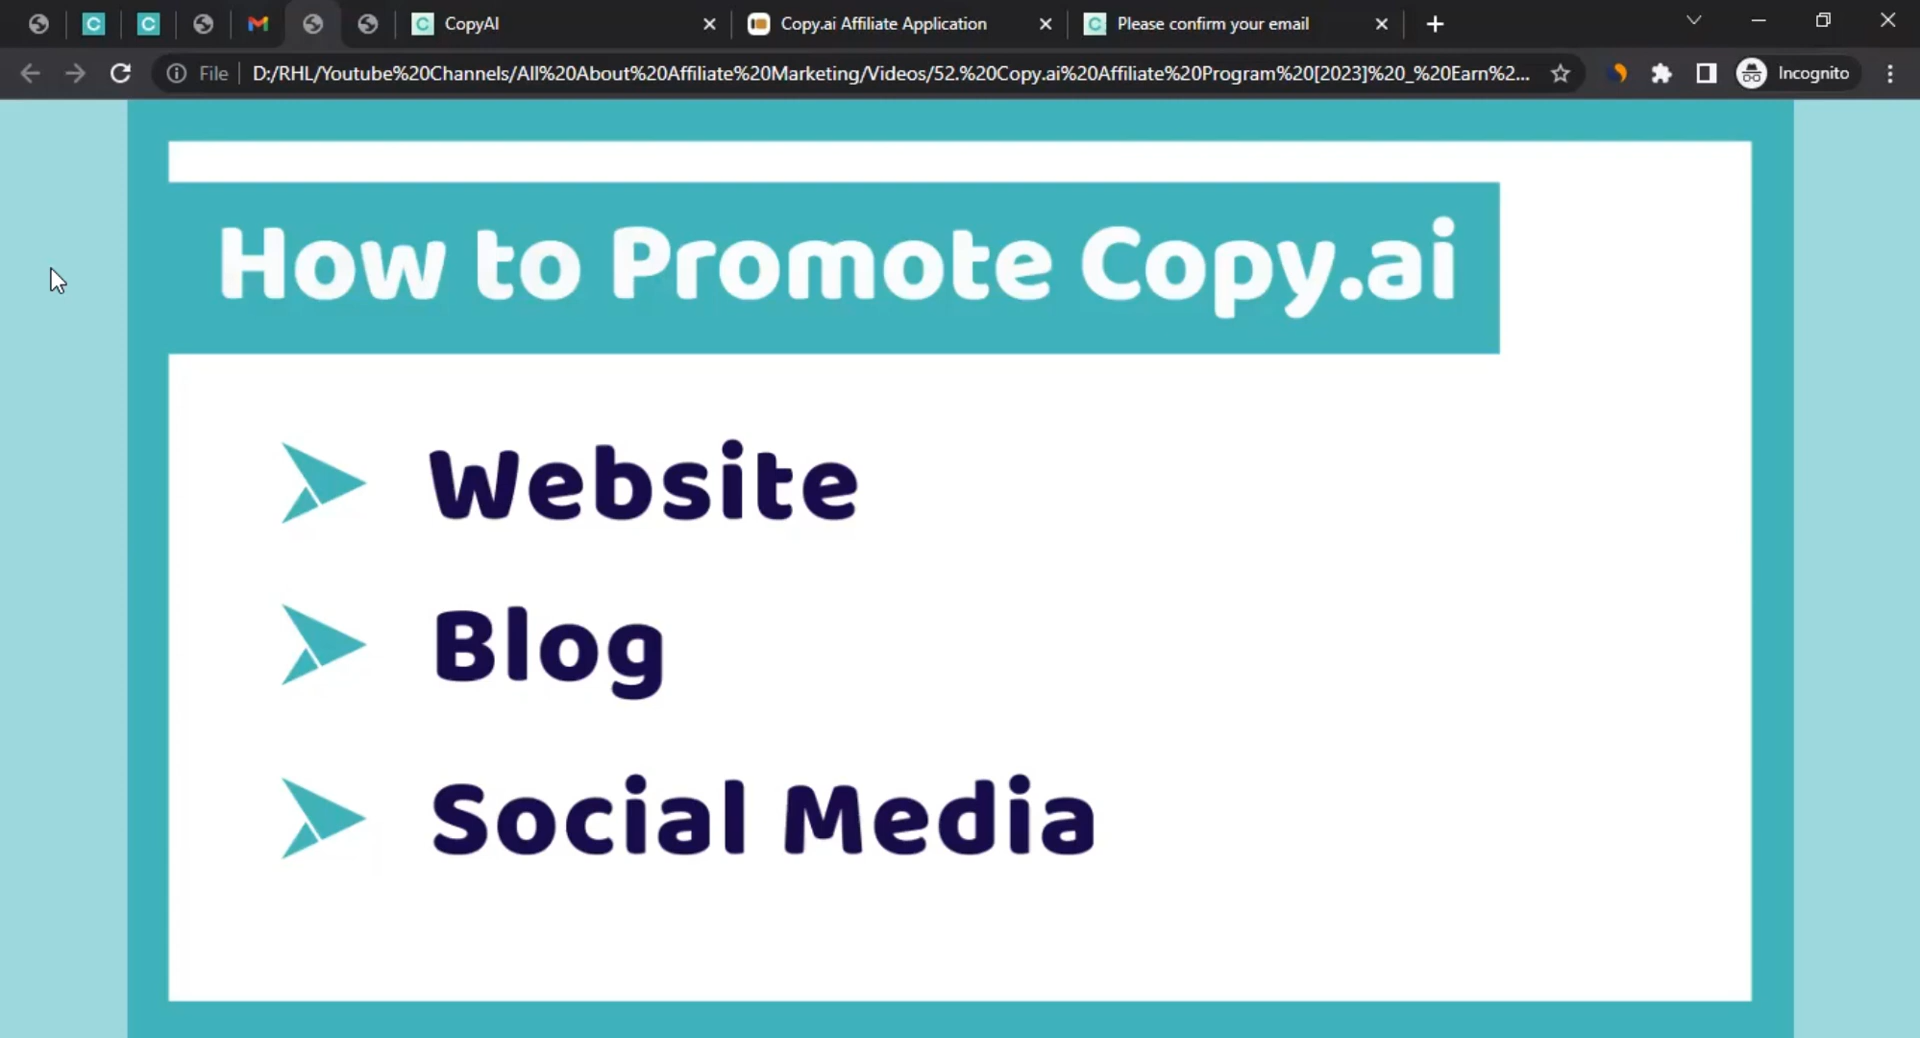 CopyAI
Copy.ai Affiliate Application
Please confirm your email
File
D:/RHL/Youtube%20Channels/All%20About%20Affiliate%20Marketing/Videos/52.%20Copy.ai%20Affiliate%20Program%20[2023]%20_%20Earn%2...
Incognito
How to Promote Copy.ai
Website
Blog
Social Media